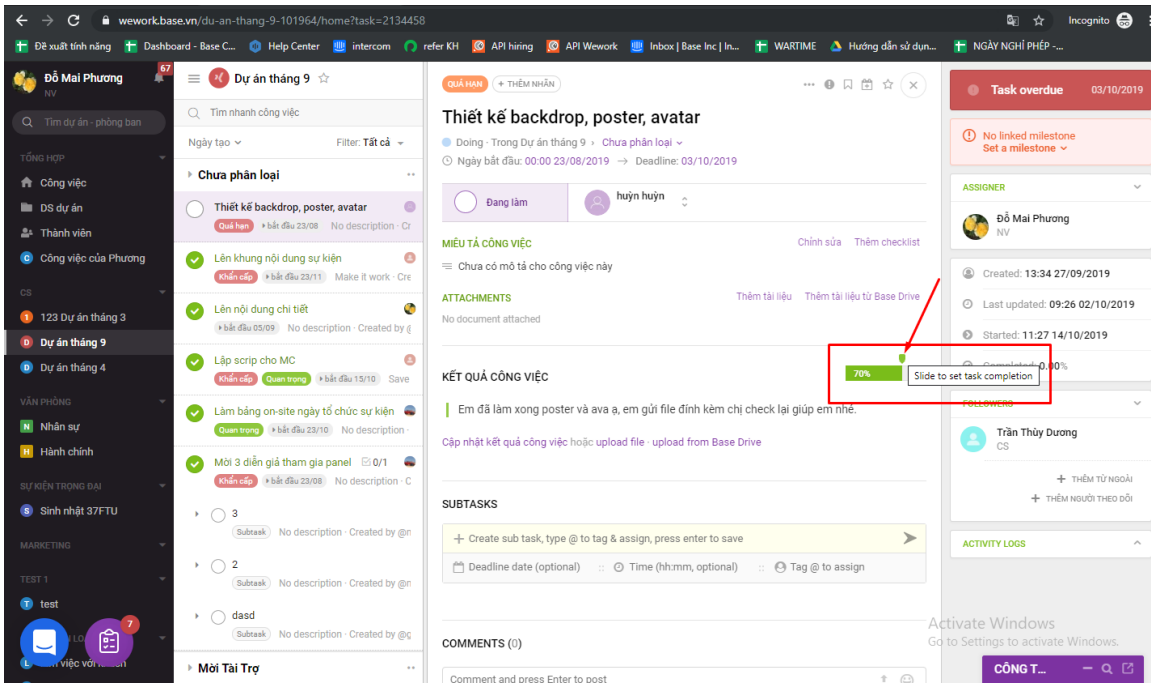 wework.base.vn/du-an-thang-9-101964/home?task=2134458
Incognito
Đề xuất tính năng
Dashboard - Base C...
Help Center
intercom
refer KH
API hiring
API Wework
Inbox | Base Inc | In...
WARTIME
Hướng dẫn sử dụn...
NGÀY NGHỈ PHÉP -...
Đỗ Mai Phương
NV
67
Tìm dự án - phòng ban
TỔNG HỢP
Công việc
DS dự án
Thành viên
C Công việc của Phương
CS
1 123 Dự án tháng 3
D Dự án tháng 9
D Dự án tháng 4
VĂN PHÒNG
N Nhân sự
H Hành chính
SỰ KIỆN TRỌNG ĐẠI
S Sinh nhật 37FTU
MARKETING
TEST 1
T test
7
Dự án tháng 9
Tìm nhanh công việc
Ngày tạo
Filter: Tất cả
Chưa phân loại
Thiết kế backdrop, poster, avatar
Quá hạn bắt đầu 23/08 No description · Cr
Lên khung nội dung sự kiện
Khẩn cấp bắt đầu 23/11 Make it work · Cre
Lên nội dung chi tiết
bắt đầu 05/09 No description · Created by
Lập scrip cho MC
Khẩn cấp Quan trọng bắt đầu 15/10 Save
Làm bảng on-site ngày tổ chức sự kiện
Quan trọng bắt đầu 23/10 No description ·
Mời 3 diễn giả tham gia panel 0/1
Khẩn cấp bắt đầu 23/08 No description · C
3
Subtask No description · Created by
2
Subtask No description · Created by
dasd
Subtask No description · Created by
Mời Tài Trợ
QUÁ HẠN + THÊM NHÃN
Thiết kế backdrop, poster, avatar
Doing · Trong Dự án tháng 9 › Chưa phân loại
Ngày bắt đầu: 00:00 23/08/2019 → Deadline: 03/10/2019
Đang làm
huỳn huỳn
MIÊU TẢ CÔNG VIỆC
Chỉnh sửa Thêm checklist
Chưa có mô tả cho công việc này
ATTACHMENTS
Thêm tài liệu Thêm tài liệu từ Base Drive
No document attached
KẾT QUẢ CÔNG VIỆC
70%
Slide to set task completion
Em đã làm xong poster và ava ạ, em gửi file đính kèm chị check lại giúp em nhé.
Cập nhật kết quả công việc hoặc upload file · upload from Base Drive
SUBTASKS
+ Create sub task, type @ to tag & assign, press enter to save
Deadline date (optional) :: Time (hh:mm, optional) :: Tag @ to assign
COMMENTS (0)
Comment and press Enter to post
Task overdue 03/10/2019
No linked milestone
Set a milestone
ASSIGNER
Đỗ Mai Phương
NV
Created: 13:34 27/09/2019
Last updated: 09:26 02/10/2019
Started: 11:27 14/10/2019
Completed: 0.00%
FOLLOWERS
Trần Thùy Dương
CS
+ THÊM TỪ NGOÀI
+ THÊM NGƯỜI THEO DÕI
ACTIVITY LOGS
Activate Windows
Go to Settings to activate Windows.
CÔNG T...